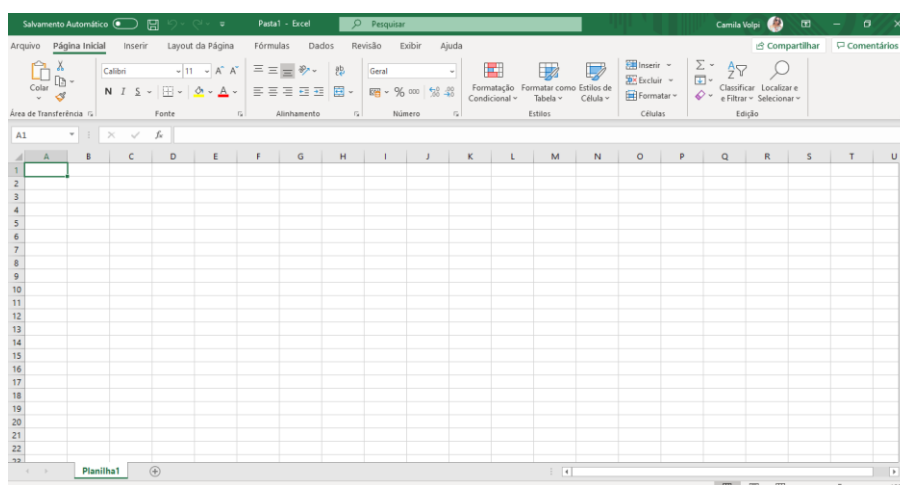 Salvamento Automático Pasta1 - Excel Pesquisar Camila Volpi
Arquivo Página Inicial Inserir Layout da Página Fórmulas Dados Revisão Exibir Ajuda Compartilhar Comentários
Colar Calibri 11 A A ab Geral Formatação Condicional Formatar como Tabela Estilos de Célula Inserir Excluir Formatar Classificar e Filtrar Localizar e Selecionar
N I S A % 000
Área de Transferência Fonte Alinhamento Número Estilos Células Edição
A1 fx
A B C D E F G H I J K L M N O P Q R S T U
1
2
3
4
5
6
7
8
9
10
11
12
13
14
15
16
17
18
19
20
21
22
23
Planilha1